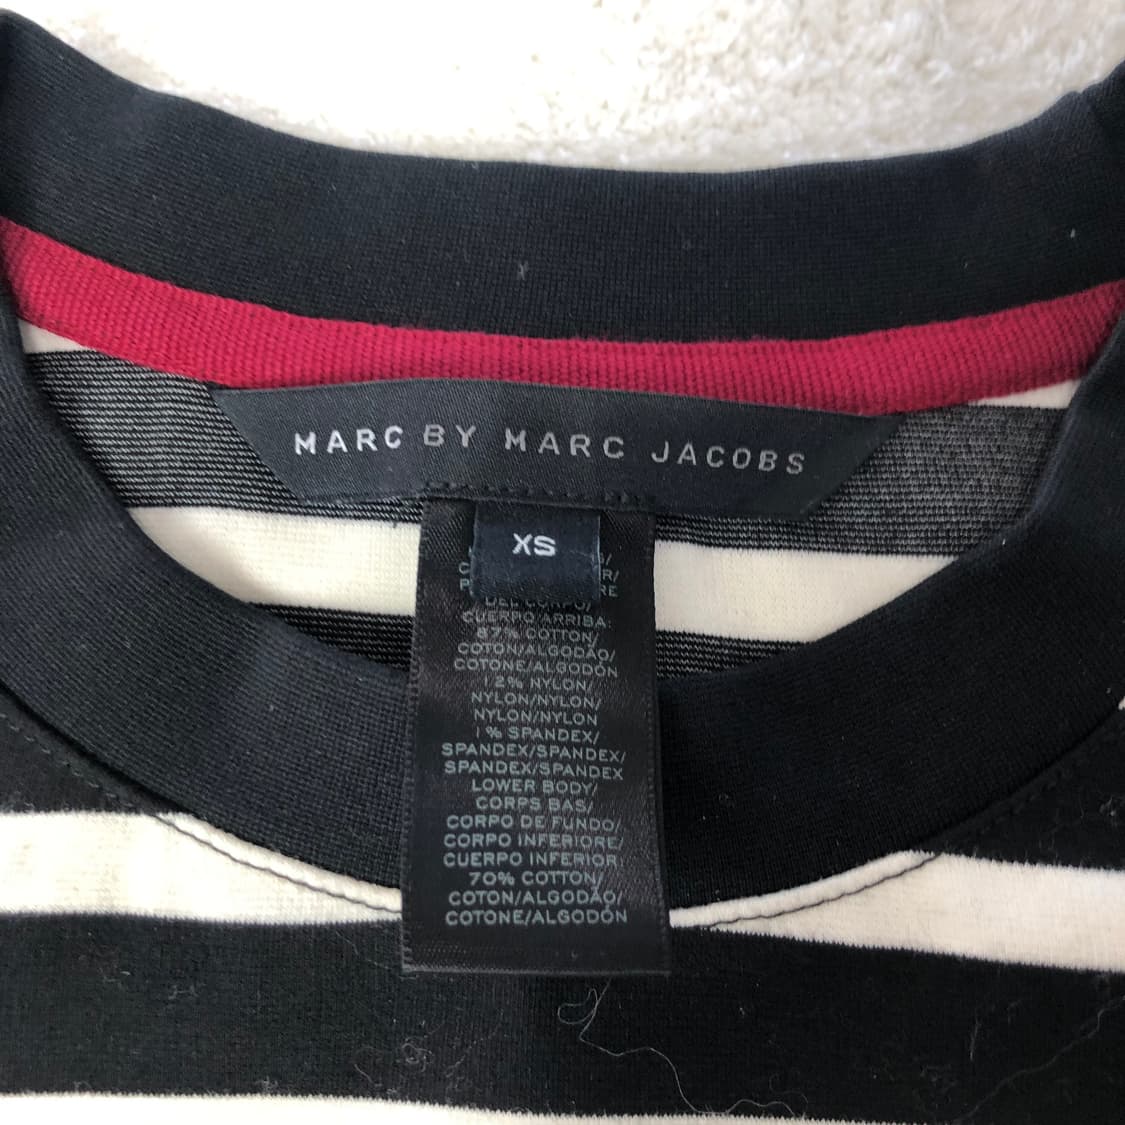 MARC BY MARC JACOBS
XS
DEL CORPO/
CUERPO ARRIBA:
87% COTTON/
COTON/ALGODÃO/
COTONE/ALGODÓN
12% NYLON/
NYLON/NYLON/
NYLON/NYLON
1% SPANDEX/
SPANDEX/SPANDEX/
SPANDEX/SPANDEX
LOWER BODY/
CORPS BAS/
CORPO DE FUNDO/
CORPO INFERIORE/
CUERPO INFERIOR:
70% COTTON/
COTON/ALGODÃO/
COTONE/ALGODÓN